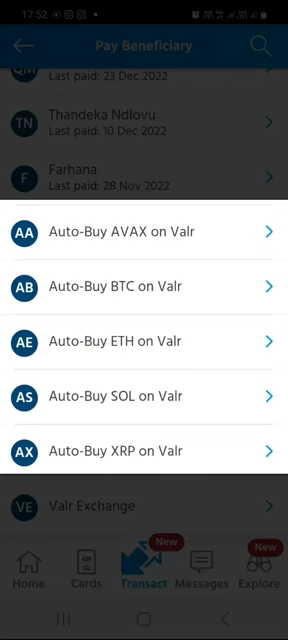 17:52
Pay Beneficiary
QM
Last paid: 23 Dec 2022
TN
Thandeka Ndlovu
Last paid: 10 Dec 2022
F
Farhana
Last paid: 28 Nov 2022
AA
Auto-Buy AVAX on Valr
AB
Auto-Buy BTC on Valr
AE
Auto-Buy ETH on Valr
AS
Auto-Buy SOL on Valr
AX
Auto-Buy XRP on Valr
VE
Valr Exchange
New
New
Home
Cards
Transact
Messages
Explore